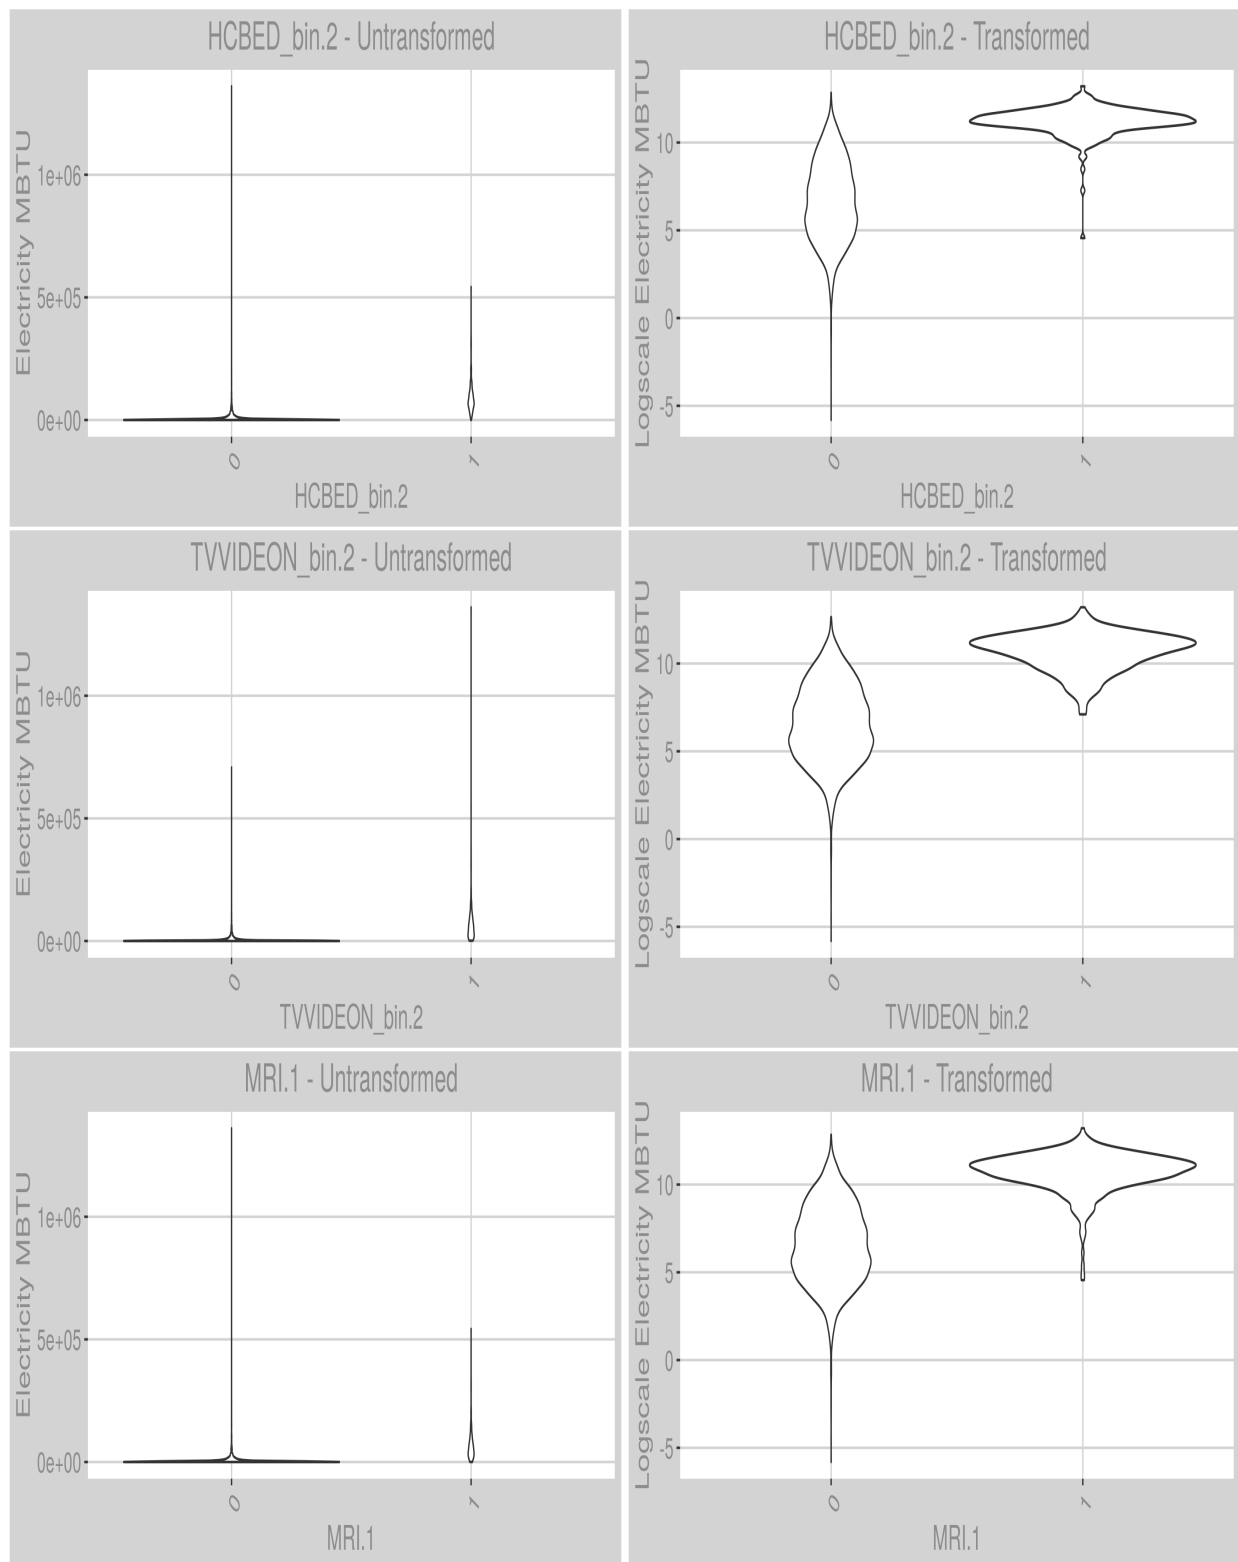 HCBED_bin.2 - Untransformed
Electricity MBTU
1e+06
5e+05
0e+00
0
1
HCBED_bin.2
HCBED_bin.2 - Transformed
Logscale Electricity MBTU
10
5
0
-5
0
1
HCBED_bin.2
TVVIDEON_bin.2 - Untransformed
Electricity MBTU
1e+06
5e+05
0e+00
0
1
TVVIDEON_bin.2
TVVIDEON_bin.2 - Transformed
Logscale Electricity MBTU
10
5
0
-5
0
1
TVVIDEON_bin.2
MRI.1 - Untransformed
Electricity MBTU
1e+06
5e+05
0e+00
0
1
MRI.1
MRI.1 - Transformed
Logscale Electricity MBTU
10
5
0
-5
0
1
MRI.1